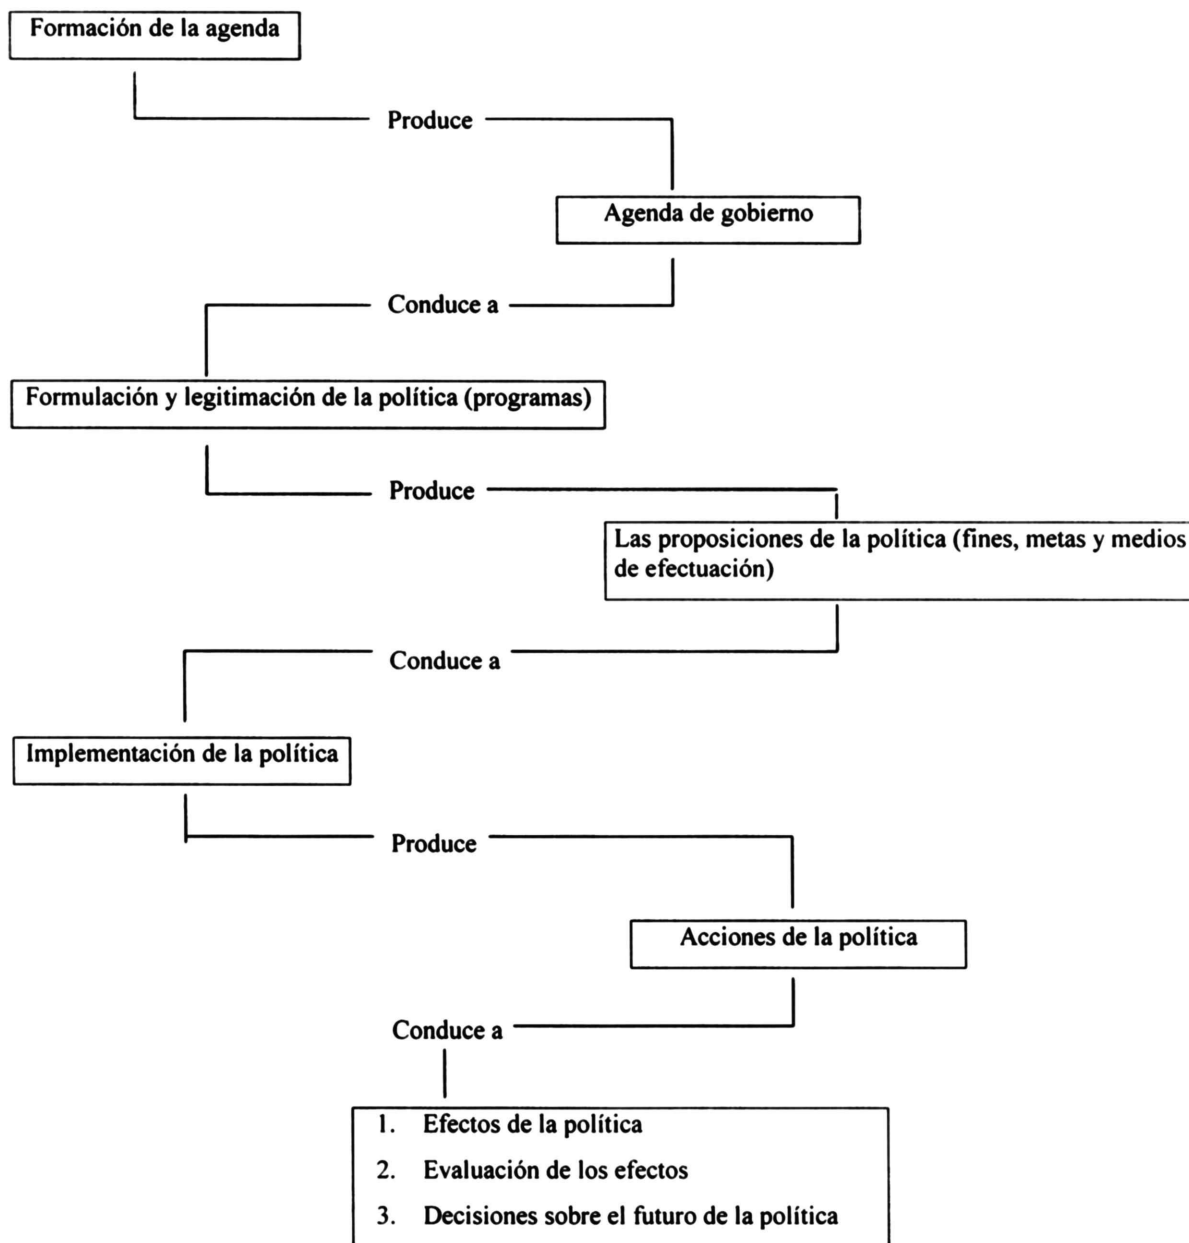 Formación de la agenda
Produce
Agenda de gobierno
Conduce a
Formulación y legitimación de la política (programas)
Produce
Las proposiciones de la política (fines, metas y medios
de efectuación)
Conduce a
Implementación de la política
Produce
Acciones de la política
Conduce a
1. Efectos de la política
2. Evaluación de los efectos
3. Decisiones sobre el futuro de la política